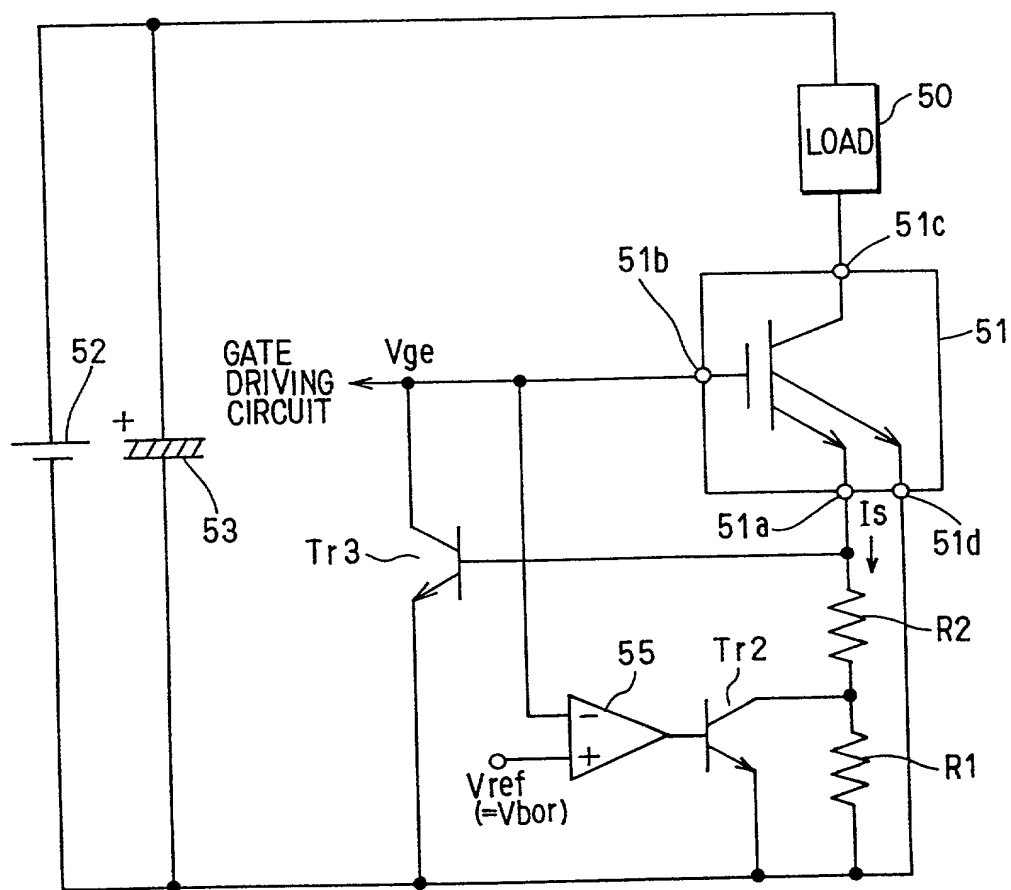 50
LOAD
51c
51b
51
52
GATE
DRIVING
CIRCUIT
Vge
+
53
51a
Is
51d
Tr3
R2
55
Tr2
−
+
Vref
(=Vbor)
R1